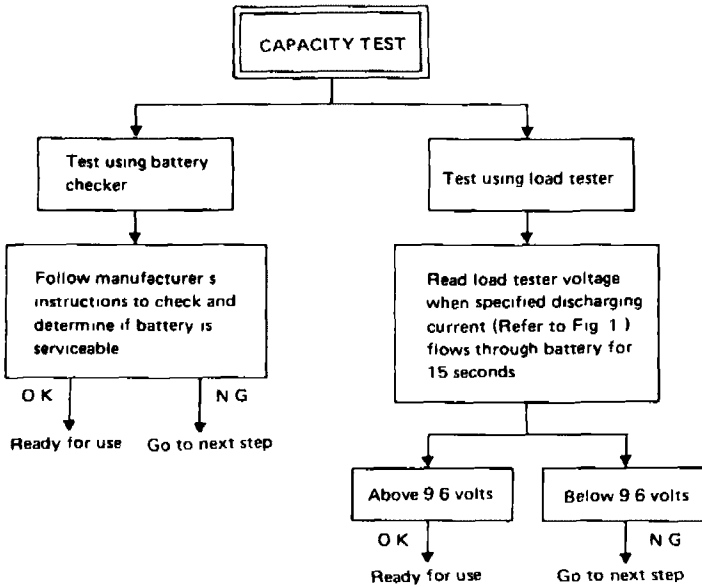 CAPACITY TEST
Test using battery
checker
Test using load tester
Follow manufacturer s
instructions to check and
determine if battery is
serviceable
Read load tester voltage
when specified discharging
current (Refer to Fig 1 )
flows through battery for
15 seconds
O K
N G
Ready for use
Go to next step
Above 9 6 volts
Below 9 6 volts
O K
N G
Ready for use
Go to next step